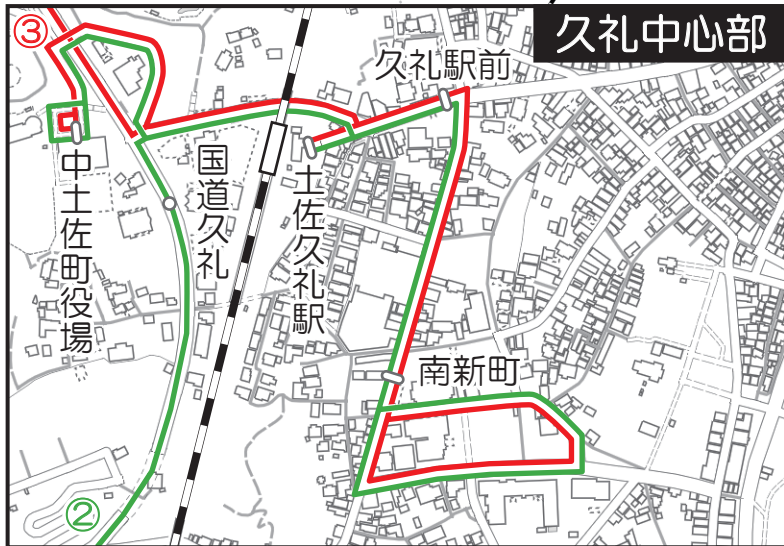 久礼中心部
③
久礼駅前
中土佐町役場
国道久礼
土佐久礼駅
南新町
②